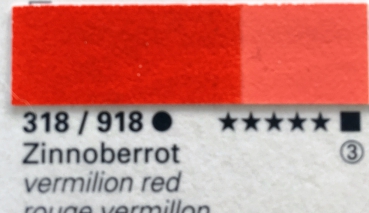 318 / 918 ● ★★★★★ ■
Zinnoberrot ③
vermilion red
rouge vermillon